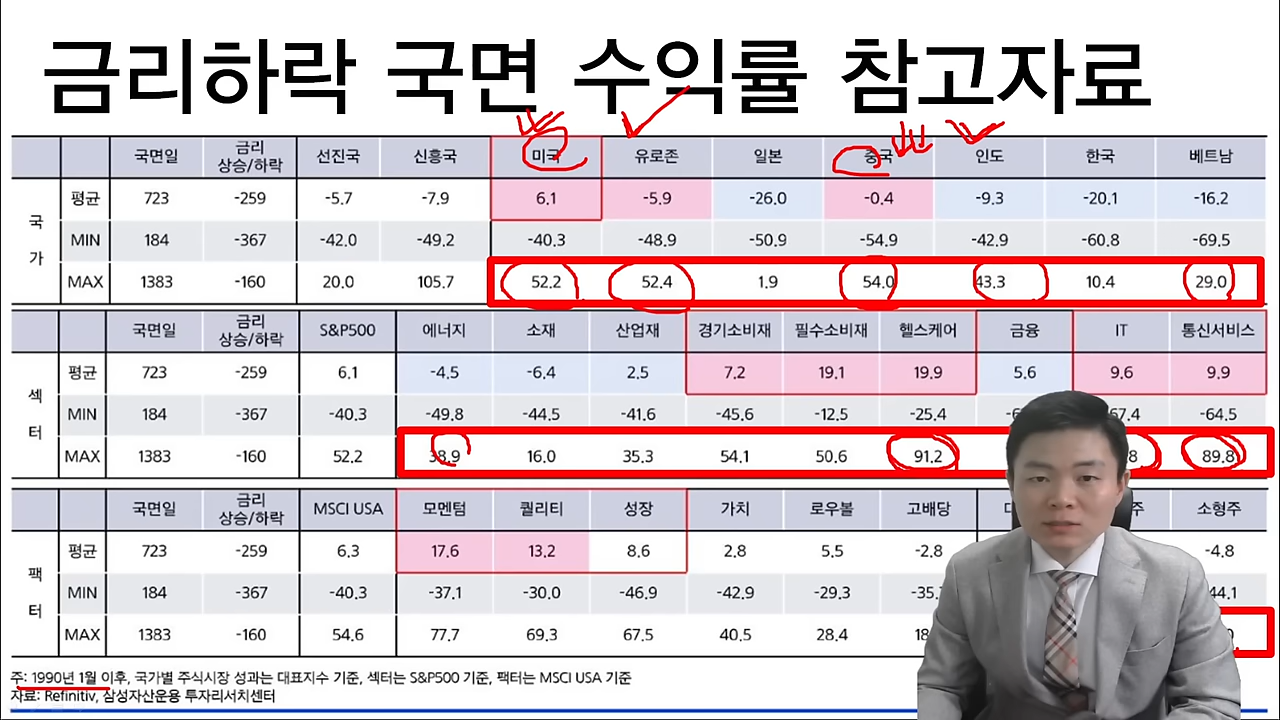 금리하락 국면 수익률 참고자료
국가
국면일 금리 상승/하락 선진국 신흥국 미국 유로존 일본 중국 인도 한국 베트남
평균 723 -259 -5.7 -7.9 6.1 -5.9 -26.0 -0.4 -9.3 -20.1 -16.2
MIN 184 -367 -42.0 -49.2 -40.3 -48.9 -50.9 -54.9 -42.9 -60.8 -69.5
MAX 1383 -160 20.0 105.7 52.2 52.4 1.9 54.0 43.3 10.4 29.0
섹터
국면일 금리 상승/하락 S&P500 에너지 소재 산업재 경기소비재 필수소비재 헬스케어 금융 IT 통신서비스
평균 723 -259 6.1 -4.5 -6.4 2.5 7.2 19.1 19.9 5.6 9.6 9.9
MIN 184 -367 -40.3 -49.8 -44.5 -41.6 -45.6 -12.5 -25.4 -64.5
MAX 1383 -160 52.2 38.9 16.0 35.3 54.1 50.6 91.2 89.8
팩터
국면일 금리 상승/하락 MSCI USA 모멘텀 퀄리티 성장 가치 로우볼 고배당 소형주
평균 723 -259 6.3 17.6 13.2 8.6 2.8 5.5 -2.8 -4.8
MIN 184 -367 -40.3 -37.1 -30.0 -46.9 -42.9 -29.3
MAX 1383 -160 54.6 77.7 69.3 67.5 40.5 28.4
주: 1990년 1월 이후, 국가별 주식시장 성과는 대표지수 기준, 섹터는 S&P500 기준, 팩터는 MSCI USA 기준
자료: Refinitiv, 삼성자산운용 투자리서치센터